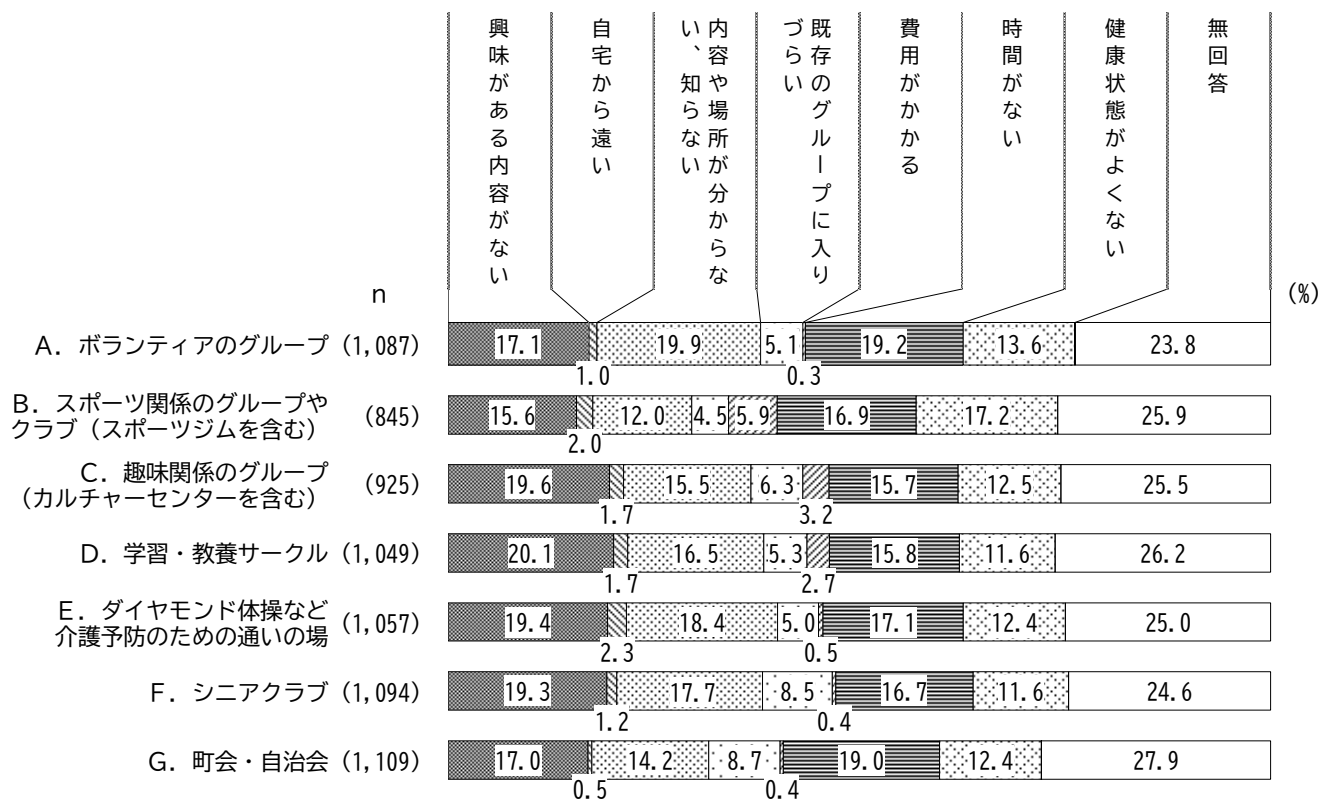 興味がある内容がない
自宅から遠い
内容や場所が分からな
い、知らない
既存のグループに入り
づらい
費用がかかる
時間がない
健康状態がよくない
無回答
n
(%)
A．ボランティアのグループ (1,087) 17.1 19.9 5.1 19.2 13.6 23.8
1.0 0.3
B．スポーツ関係のグループや
クラブ（スポーツジムを含む） (845) 15.6 12.0 4.5 5.9 16.9 17.2 25.9
2.0
C．趣味関係のグループ
（カルチャーセンターを含む） (925) 19.6 15.5 6.3 15.7 12.5 25.5
1.7 3.2
D．学習・教養サークル (1,049) 20.1 16.5 5.3 15.8 11.6 26.2
1.7 2.7
E．ダイヤモンド体操など
介護予防のための通いの場 (1,057) 19.4 18.4 5.0 17.1 12.4 25.0
2.3 0.5
F．シニアクラブ (1,094) 19.3 17.7 8.5 16.7 11.6 24.6
1.2 0.4
G．町会・自治会 (1,109) 17.0 14.2 8.7 19.0 12.4 27.9
0.5 0.4